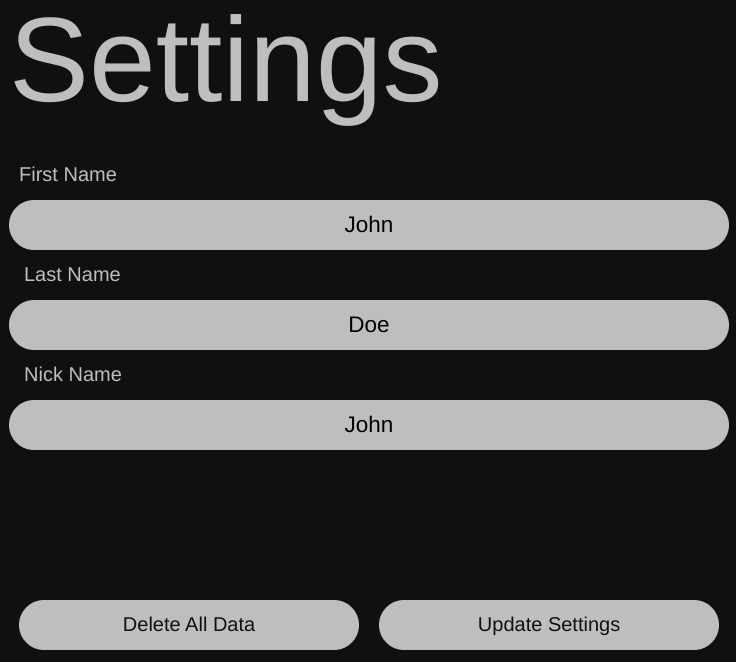 Settings
First Name
John
Last Name
Doe
Nick Name
John
Delete All Data
Update Settings